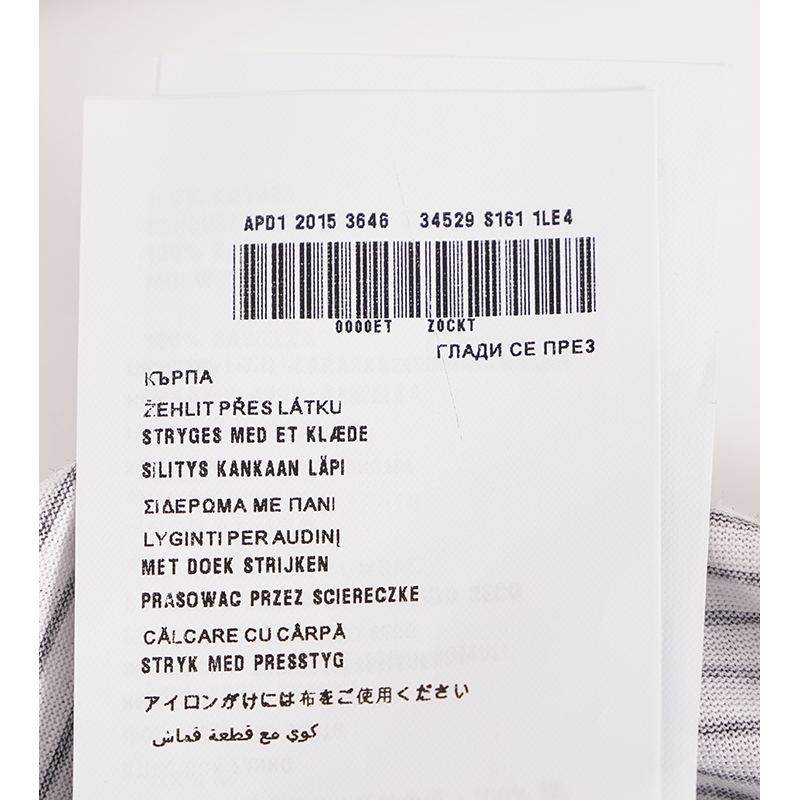 APD1 2015 3646 34529 S161 1LE4
0000ET ZOCKT
ГЛАДИ СЕ ПРЕЗ
КЪРПА
ŽEHLIT PŘES LÁTKU
STRYGES MED ET KLÆDE
SILITYS KANKAAN LÄPI
ΣΙΔΕΡΩΜΑ ΜΕ ΠΑΝΙ
LYGINTI PER AUDINĮ
MET DOEK STRIJKEN
PRASOWAC PRZEZ SCIERECZKE
CĂLCARE CU CÂRPĂ
STRYK MED PRESSTYG
アイロンがけには布をご使用ください
كوي مع قطعة قماش